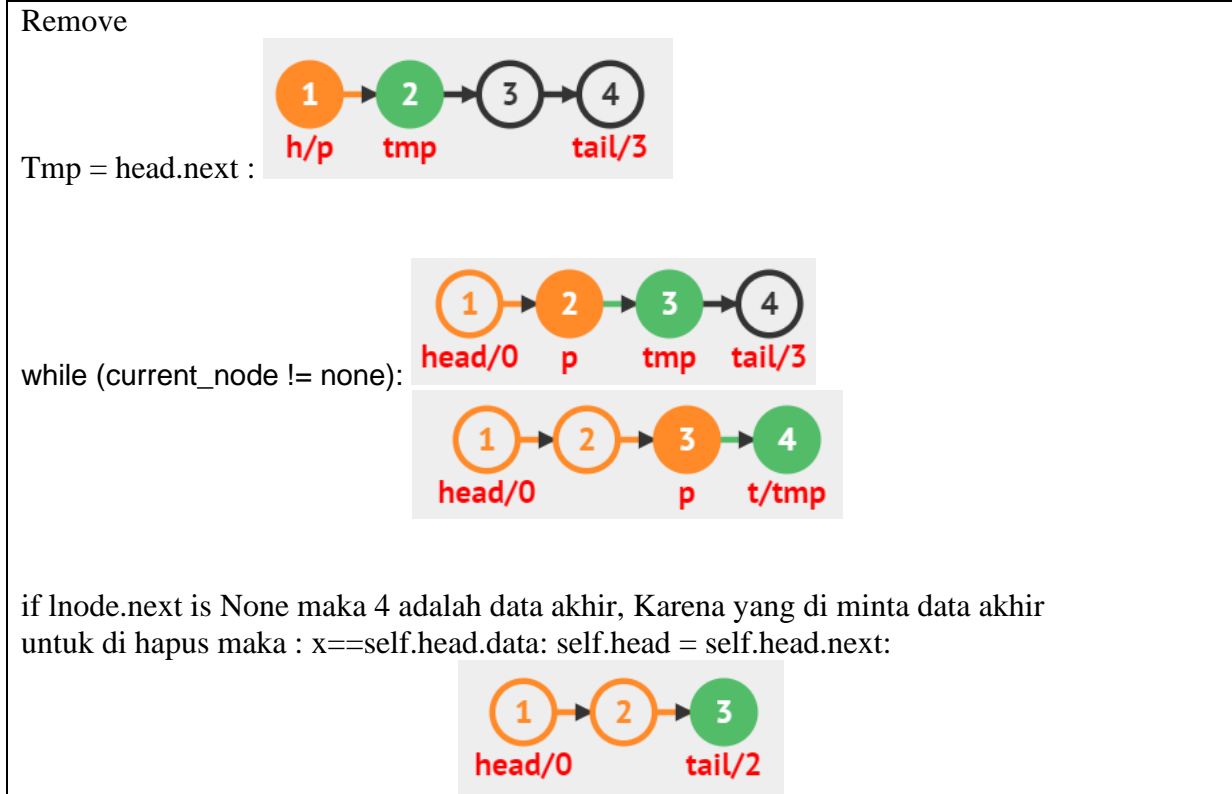 Remove
1 2 3 4
h/p tmp tail/3
Tmp = head.next :
1 2 3 4
head/0 p tmp tail/3
while (current_node != none):
1 2 3 4
head/0 p t/tmp
if lnode.next is None maka 4 adalah data akhir, Karena yang di minta data akhir
untuk di hapus maka : x==self.head.data: self.head = self.head.next:
1 2 3
head/0 tail/2